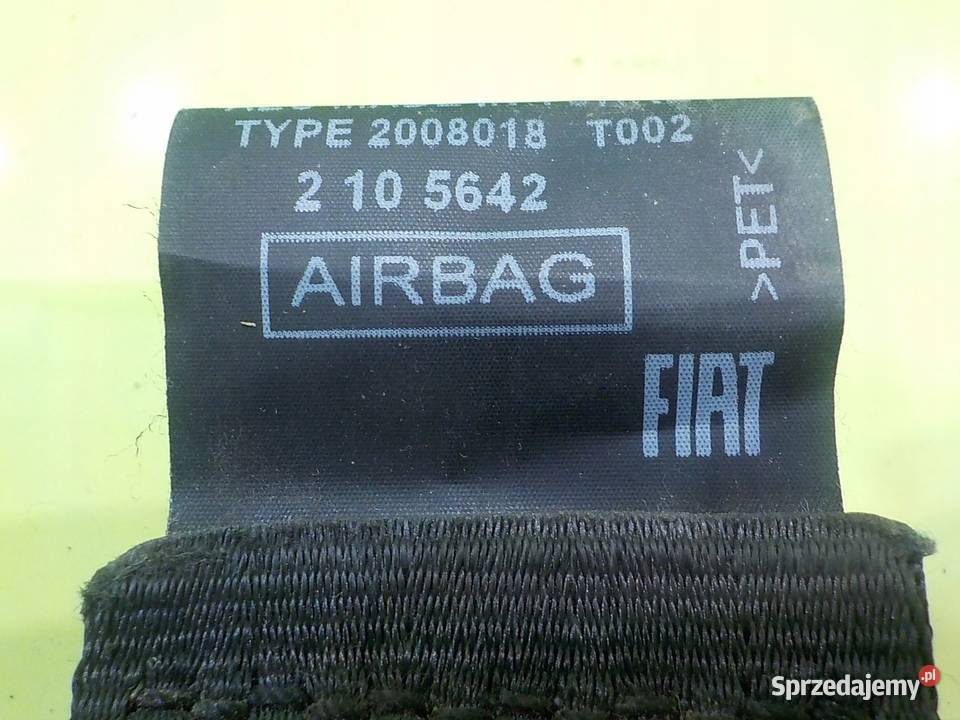 TYPE 2008018 T002
2 10 5642
AIRBAG
>PET<
FIAT
Sprzedajemy.pl